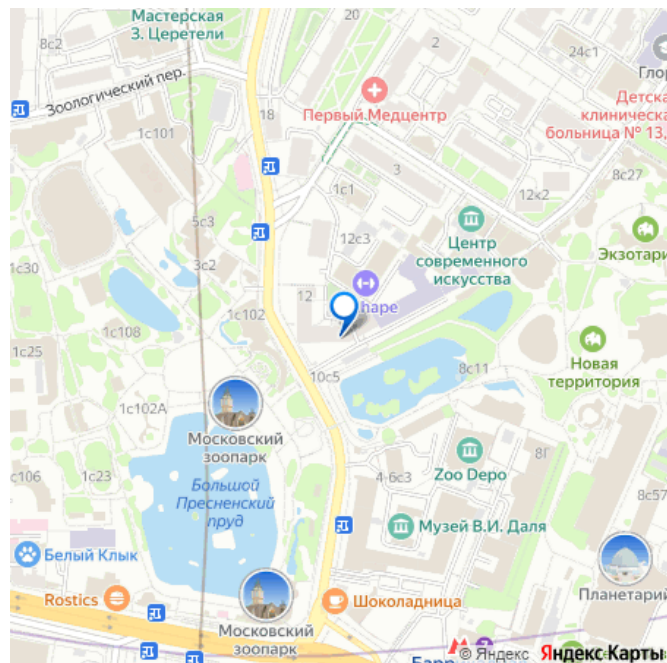 Мастерская
З. Церетели
8с2
20
2
24с1
Глор
Зоологический пер.
18
Первый Медцентр
Детска
клиническа
больница № 13,
1с101
3
1с1
12к2
8с27
5с3
12с3
Центр
современного
искусства
Экзотари
1с30
3с2
12
hape
1с108
1с102
1с25
10с5
8с11
Новая
территория
1с102А
Московский
зоопарк
4-6с3
8Г
Zoo Depo
с106
1с23
Большой
Пресненский
пруд
8с57
Музей В.И. Даля
Белый Клык
Планетарий
Rostics
Шоколадница
Московский
зоопарк
© Яндекс Яндекс Карты